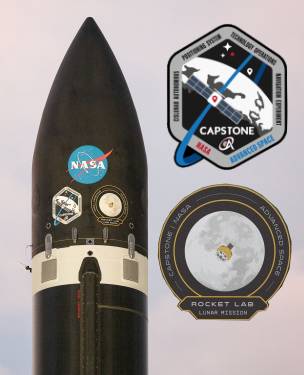 NASA
CISLUNAR AUTONOMOUS
POSITIONING SYSTEM
TECHNOLOGY OPERATIONS
NAVIGATION EXPERIMENT
CAPSTONE
NASA
ADVANCED SPACE
CAPSTONE | NASA
ADVANCED SPACE
ROCKET LAB
LUNAR MISSION